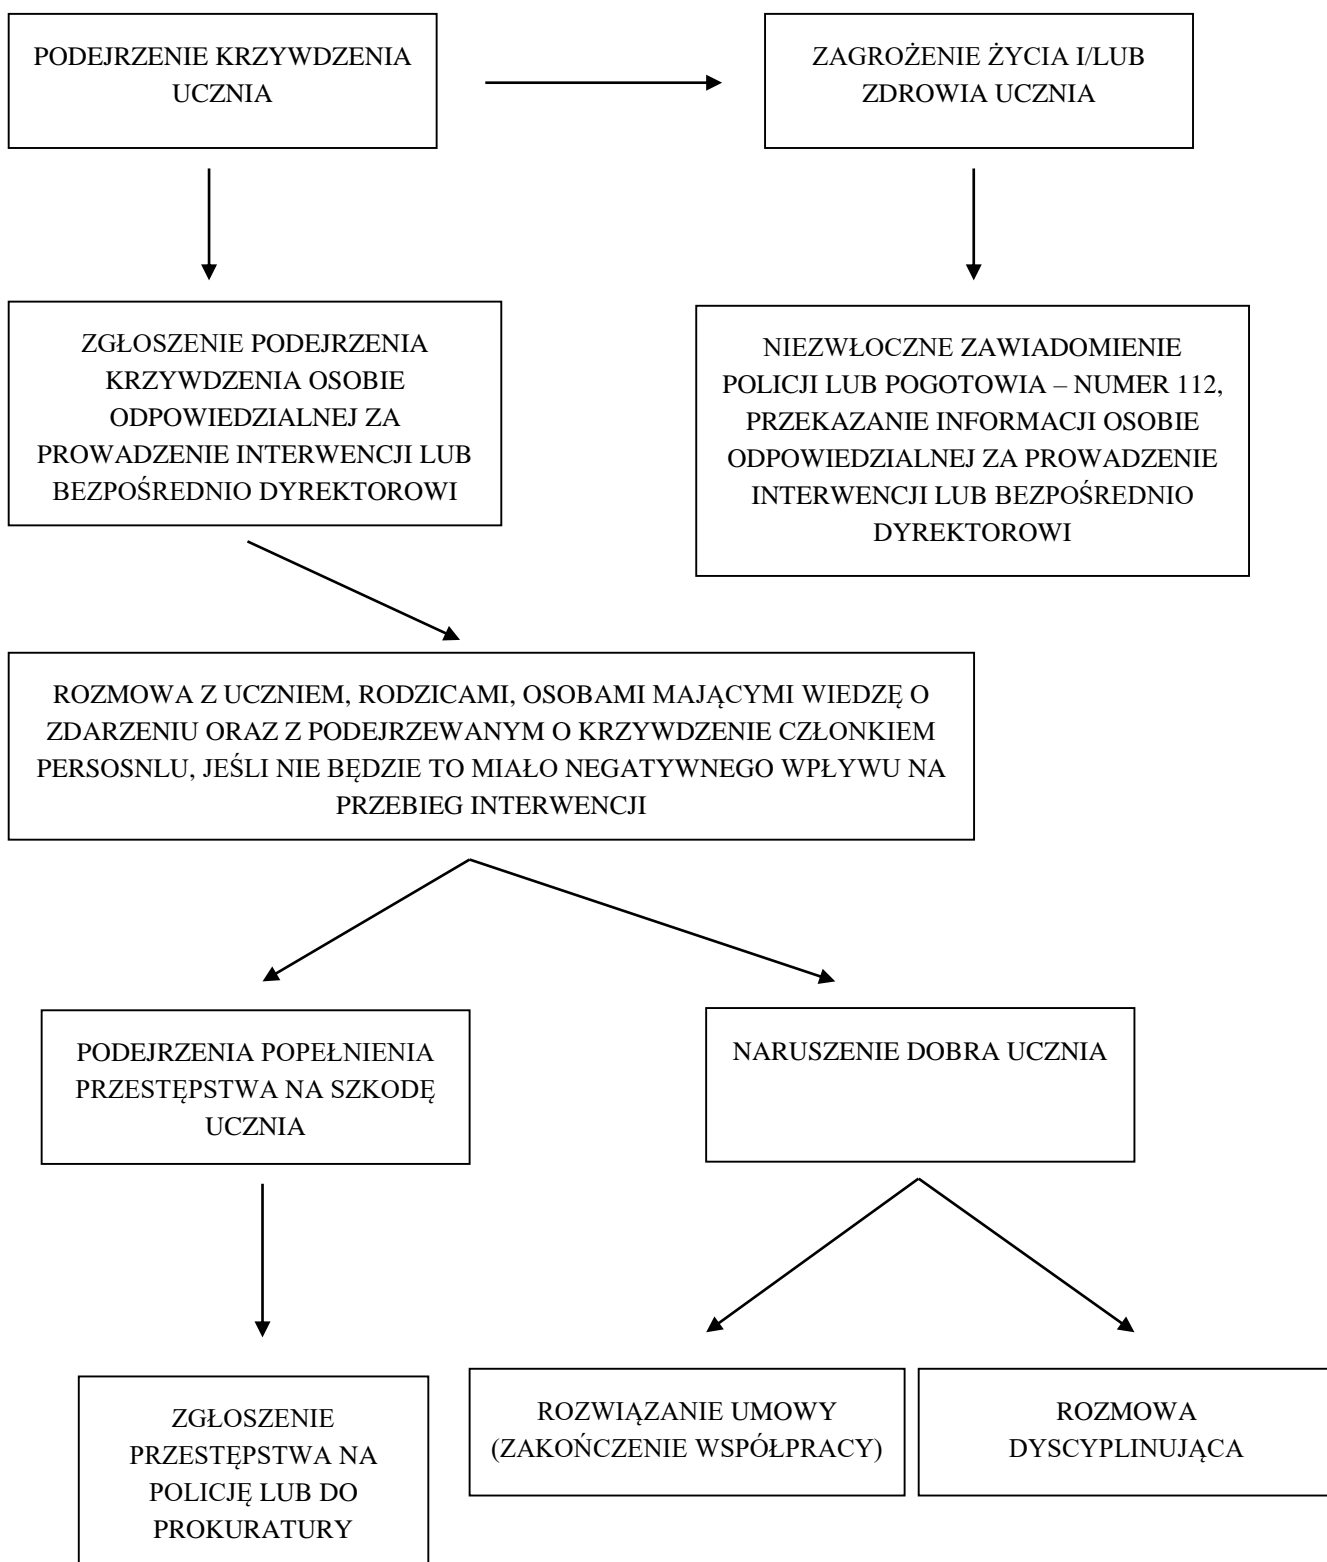 PODEJRZENIE KRZYWDZENIA
UCZNIA
ZAGROŻENIE ŻYCIA I/LUB
ZDROWIA UCZNIA
ZGŁOSZENIE PODEJRZENIA
KRZYWDZENIA OSOBIE
ODPOWIEDZIALNEJ ZA
PROWADZENIE INTERWENCJI LUB
BEZPOŚREDNIO DYREKTOROWI
NIEZWŁOCZNE ZAWIADOMIENIE
POLICJI LUB POGOTOWIA – NUMER 112,
PRZEKAZANIE INFORMACJI OSOBIE
ODPOWIEDZIALNEJ ZA PROWADZENIE
INTERWENCJI LUB BEZPOŚREDNIO
DYREKTOROWI
ROZMOWA Z UCZNIEM, RODZICAMI, OSOBAMI MAJĄCYMI WIEDZĘ O
ZDARZENIU ORAZ Z PODEJRZEWANYM O KRZYWDZENIE CZŁONKIEM
PERSOSNLU, JEŚLI NIE BĘDZIE TO MIAŁO NEGATYWNEGO WPŁYWU NA
PRZEBIEG INTERWENCJI
PODEJRZENIA POPEŁNIENIA
PRZESTĘPSTWA NA SZKODĘ
UCZNIA
NARUSZENIE DOBRA UCZNIA
ZGŁOSZENIE
PRZESTĘPSTWA NA
POLICJĘ LUB DO
PROKURATURY
ROZWIĄZANIE UMOWY
(ZAKOŃCZENIE WSPÓŁPRACY)
ROZMOWA
DYSCYPLINUJĄCA